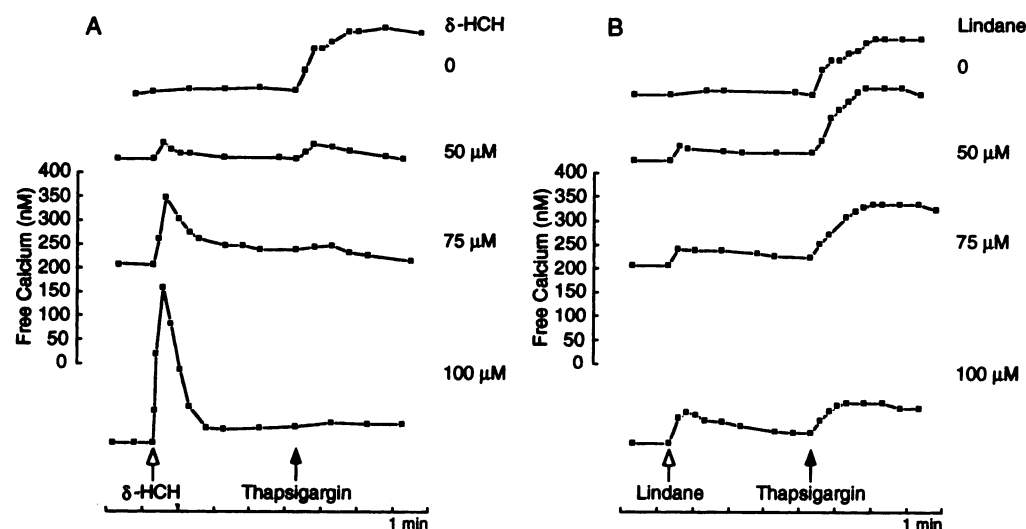 A
δ-HCH
0
50 μM
75 μM
100 μM
Free Calcium (nM)
400
350
300
250
200
150
100
50
0
δ-HCH
Thapsigargin
1 min
B
Lindane
0
50 μM
75 μM
100 μM
Free Calcium (nM)
400
350
300
250
200
150
100
50
0
Lindane
Thapsigargin
1 min